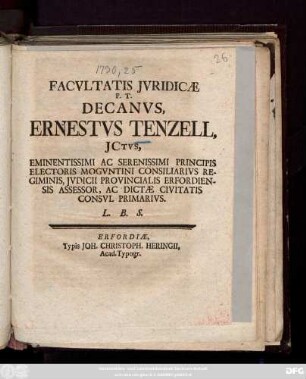 1730,25
26
FACVLTATIS JVRIDICÆ
P. T.
DECANVS,
ERNESTVS TENZELL,
JCTVS,
EMINENTISSIMI AC SERENISSIMI PRINCIPIS
ELECTORIS MOGVNTINI CONSILIARIVS RE-
GIMINIS, JVDICII PROVINCIALIS ERFORDIEN-
SIS ASSESSOR, AC DICTÆ CIVITATIS
CONSVL PRIMARIVS.
L. B. S.
ERFORDIÆ,
Typis JOH. CHRISTOPH. HERINGII,
Acad. Typogr.
DFG